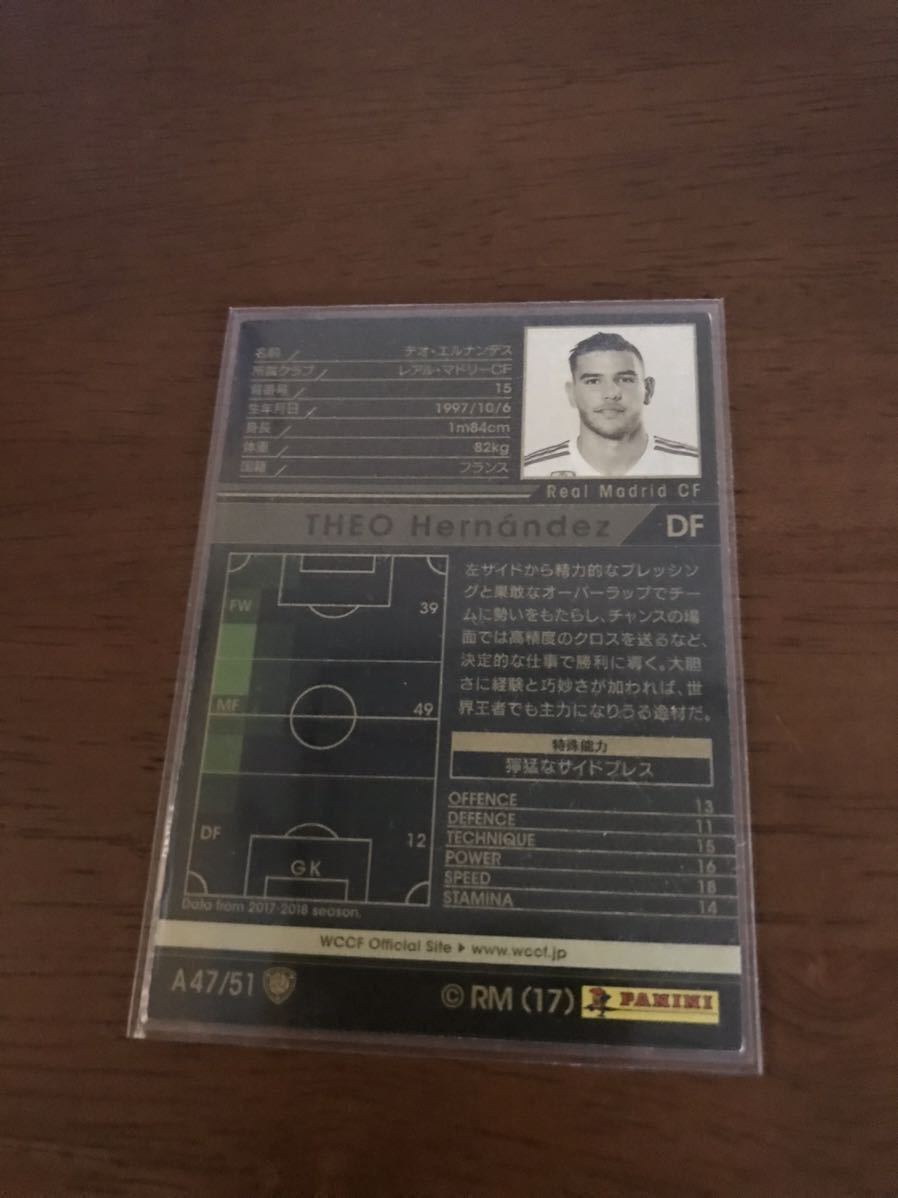 名前 テオ・エルナンデス
所属クラブ レアル・マドリーCF
背番号 15
生年月日 1997/10/6
身長 1m84cm
体重 82kg
国籍 フランス
Real Madrid CF
THEO Hernández DF
FW 39
MF 49
DF 12
GK
Data from 2017-2018 season.
左サイドから精力的なプレッシン
グと果敢なオーバーラップでチー
ムに勢いをもたらし、チャンスの場
面では高精度のクロスを送るなど、
決定的な仕事で勝利に導く。大胆
さに経験と巧妙さが加われば、世
界王者でも主力になりうる逸材だ。
特殊能力
獰猛なサイドプレス
OFFENCE 13
DEFENCE 11
TECHNIQUE 15
POWER 16
SPEED 18
STAMINA 14
WCCF Official Site ▶ www.wccf.jp
A47/51
© RM (17) PANINI